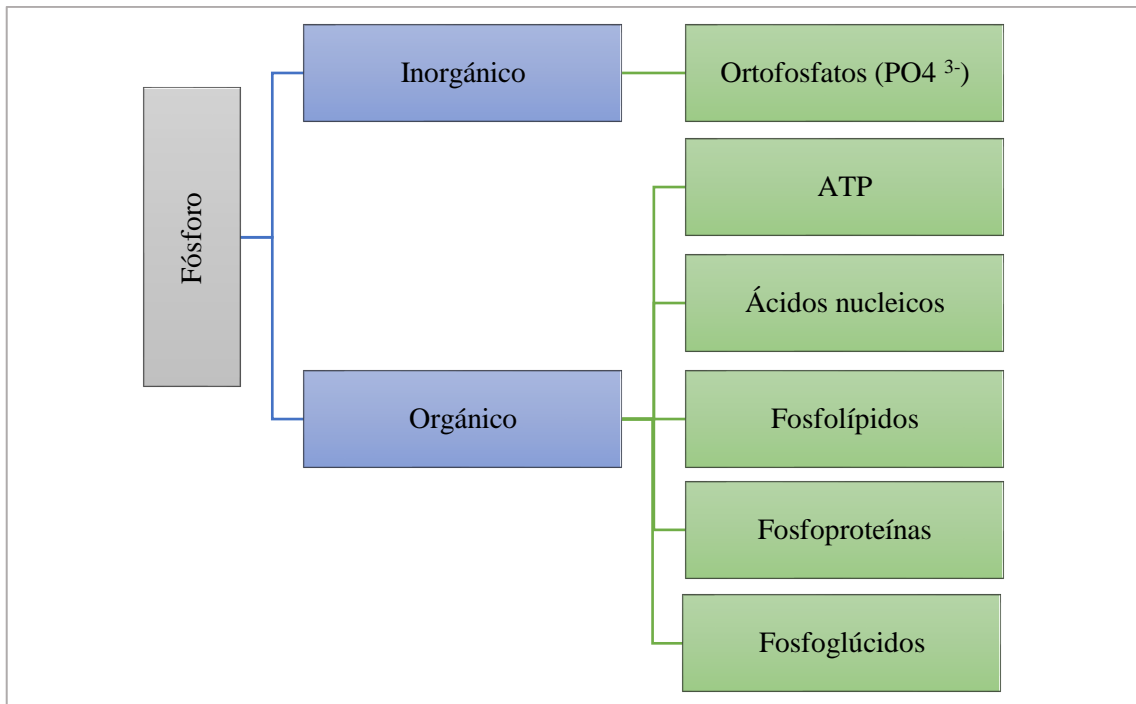 Fósforo
Inorgánico
Ortofosfatos (PO4 ³⁻)
ATP
Ácidos nucleicos
Orgánico
Fosfolípidos
Fosfoproteínas
Fosfoglúcidos